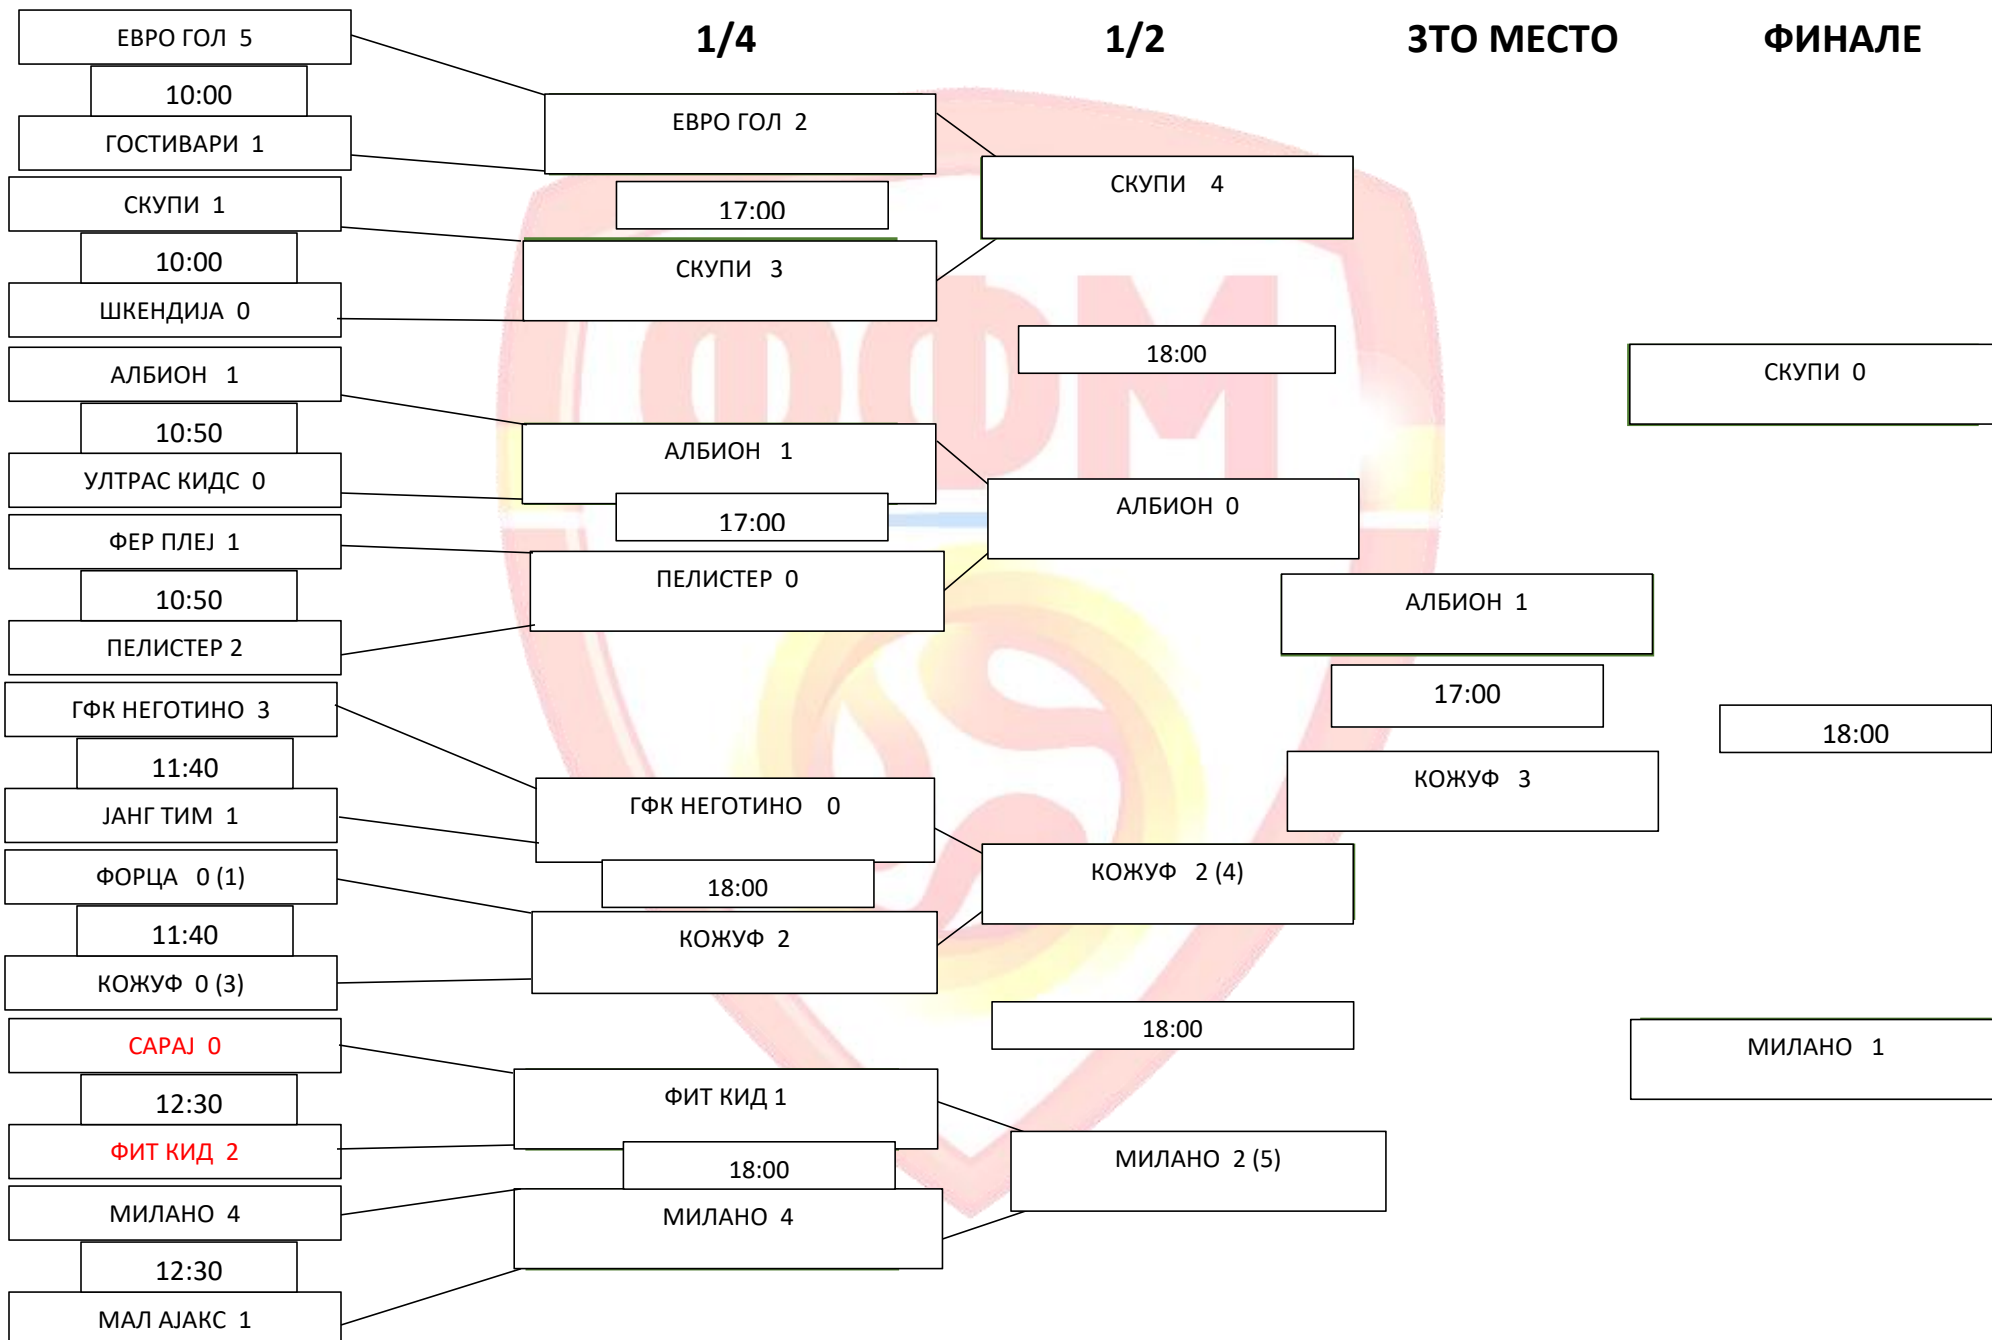 1/4
1/2
3ТО МЕСТО
ФИНАЛЕ
ЕВРО ГОЛ 5
10:00
ГОСТИВАРИ 1
СКУПИ 1
10:00
ШКЕНДИЈА 0
АЛБИОН 1
10:50
УЛТРАС КИДС 0
ФЕР ПЛЕЈ 1
10:50
ПЕЛИСТЕР 2
ГФК НЕГОТИНО 3
11:40
ЈАНГ ТИМ 1
ФОРЦА 0 (1)
11:40
КОЖУФ 0 (3)
САРАЈ 0
12:30
ФИТ КИД 2
МИЛАНО 4
12:30
МАЛ АЈАКС 1
ЕВРО ГОЛ 2
17:00
СКУПИ 3
АЛБИОН 1
17:00
ПЕЛИСТЕР 0
ГФК НЕГОТИНО 0
18:00
КОЖУФ 2
ФИТ КИД 1
18:00
МИЛАНО 4
СКУПИ 4
18:00
АЛБИОН 0
КОЖУФ 2 (4)
18:00
МИЛАНО 2 (5)
АЛБИОН 1
17:00
КОЖУФ 3
СКУПИ 0
18:00
МИЛАНО 1
ФФМ